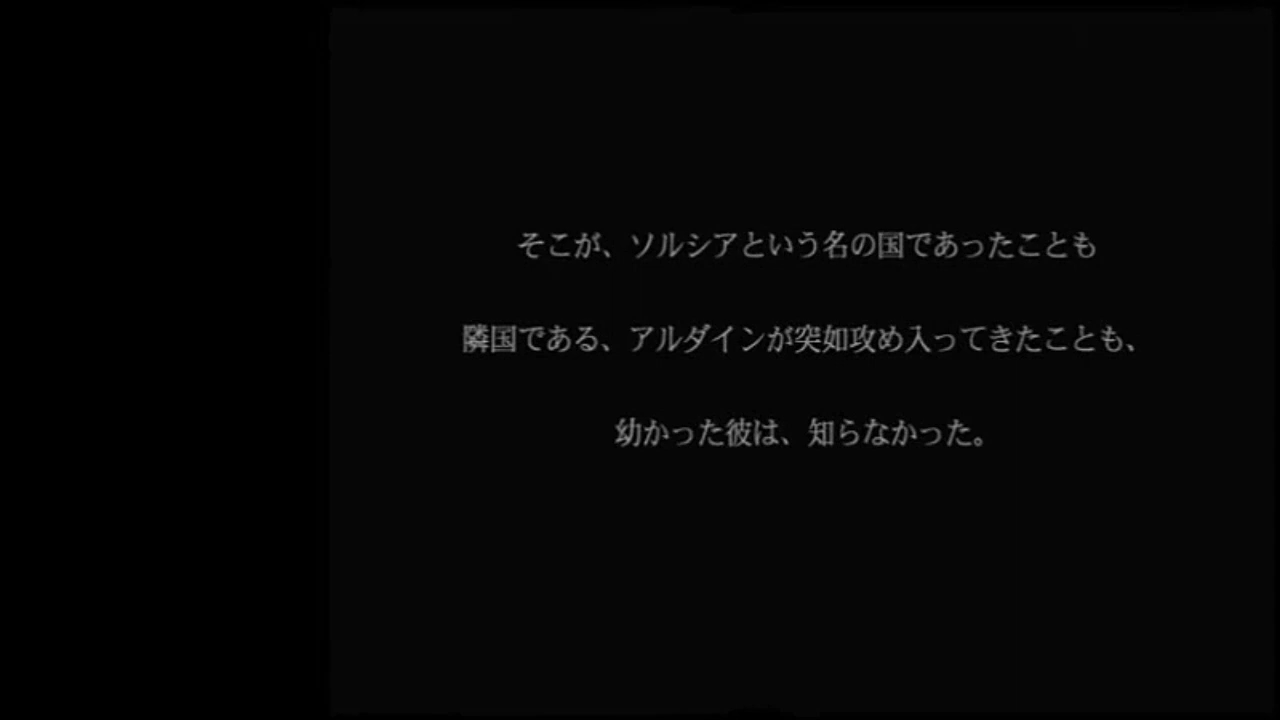 そこが、ソルシアという名の国であったことも
隣国である、アルダインが突如攻め入ってきたことも、
幼かった彼は、知らなかった。